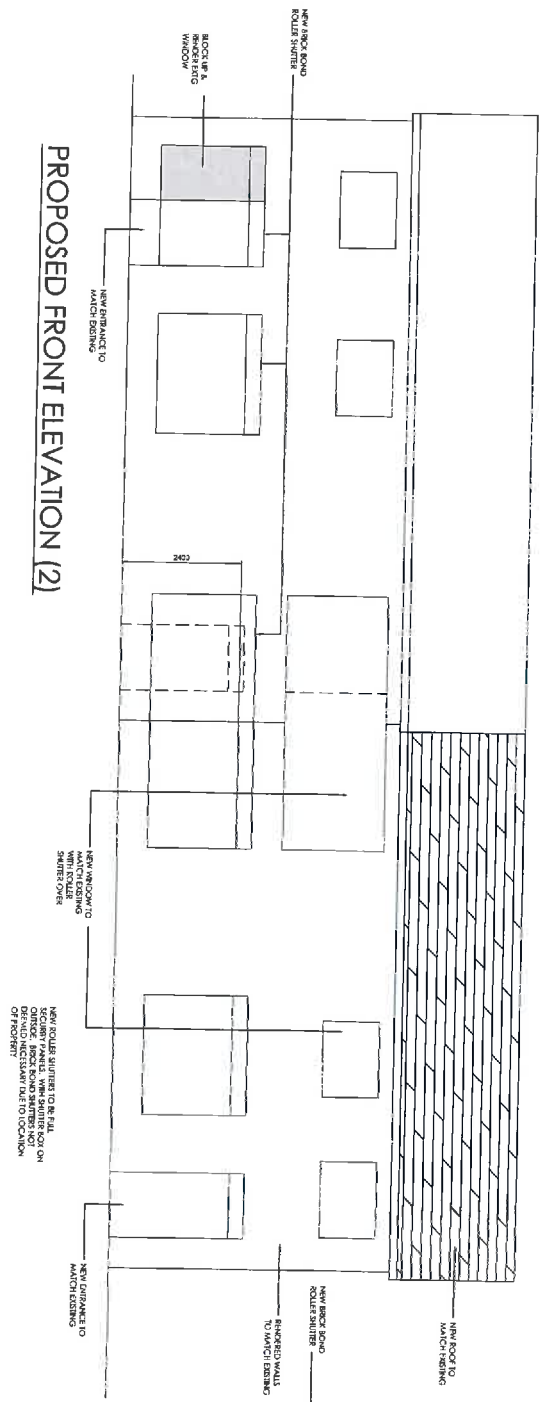 NEW ROOF TO
MATCH EXISTING
NEW BRICK BOND
ROLLER SHUTTER
BLOCK UP &
RENDER EXTG
WINDOW
NEW ENTRANCE TO
MATCH EXISTING
2400
NEW WINDOW TO
MATCH EXISTING
WITH ROLLER
SHUTTER OVER
NEW BRICK BOND
ROLLER SHUTTER
RENDERED WALLS
TO MATCH EXISTING
NEW ENTRANCE TO
MATCH EXISTING
NEW ROLLER SHUTTERS TO BE FULL
SECURITY PANELS. WITH SHUTTER BOX ON
OUTSIDE. BRICK BOND SHUTTERS NOT
DEEMED NECESSARY DUE TO LOCATION
OF PROPERTY
PROPOSED FRONT ELEVATION (2)